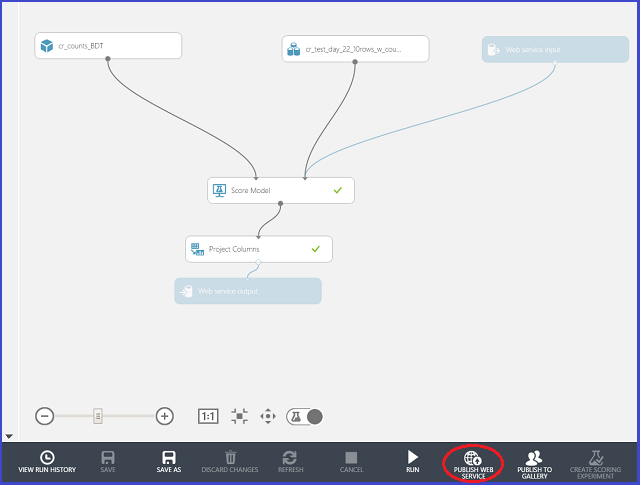 cr_counts_BDT
cr_test_day_22_10rows_w_cou...
Web service input
Score Model
Project Columns
Web service output
1:1
VIEW RUN HISTORY
SAVE
SAVE AS
DISCARD CHANGES
REFRESH
CANCEL
RUN
PUBLISH WEB
SERVICE
PUBLISH TO
GALLERY
CREATE SCORING
EXPERIMENT